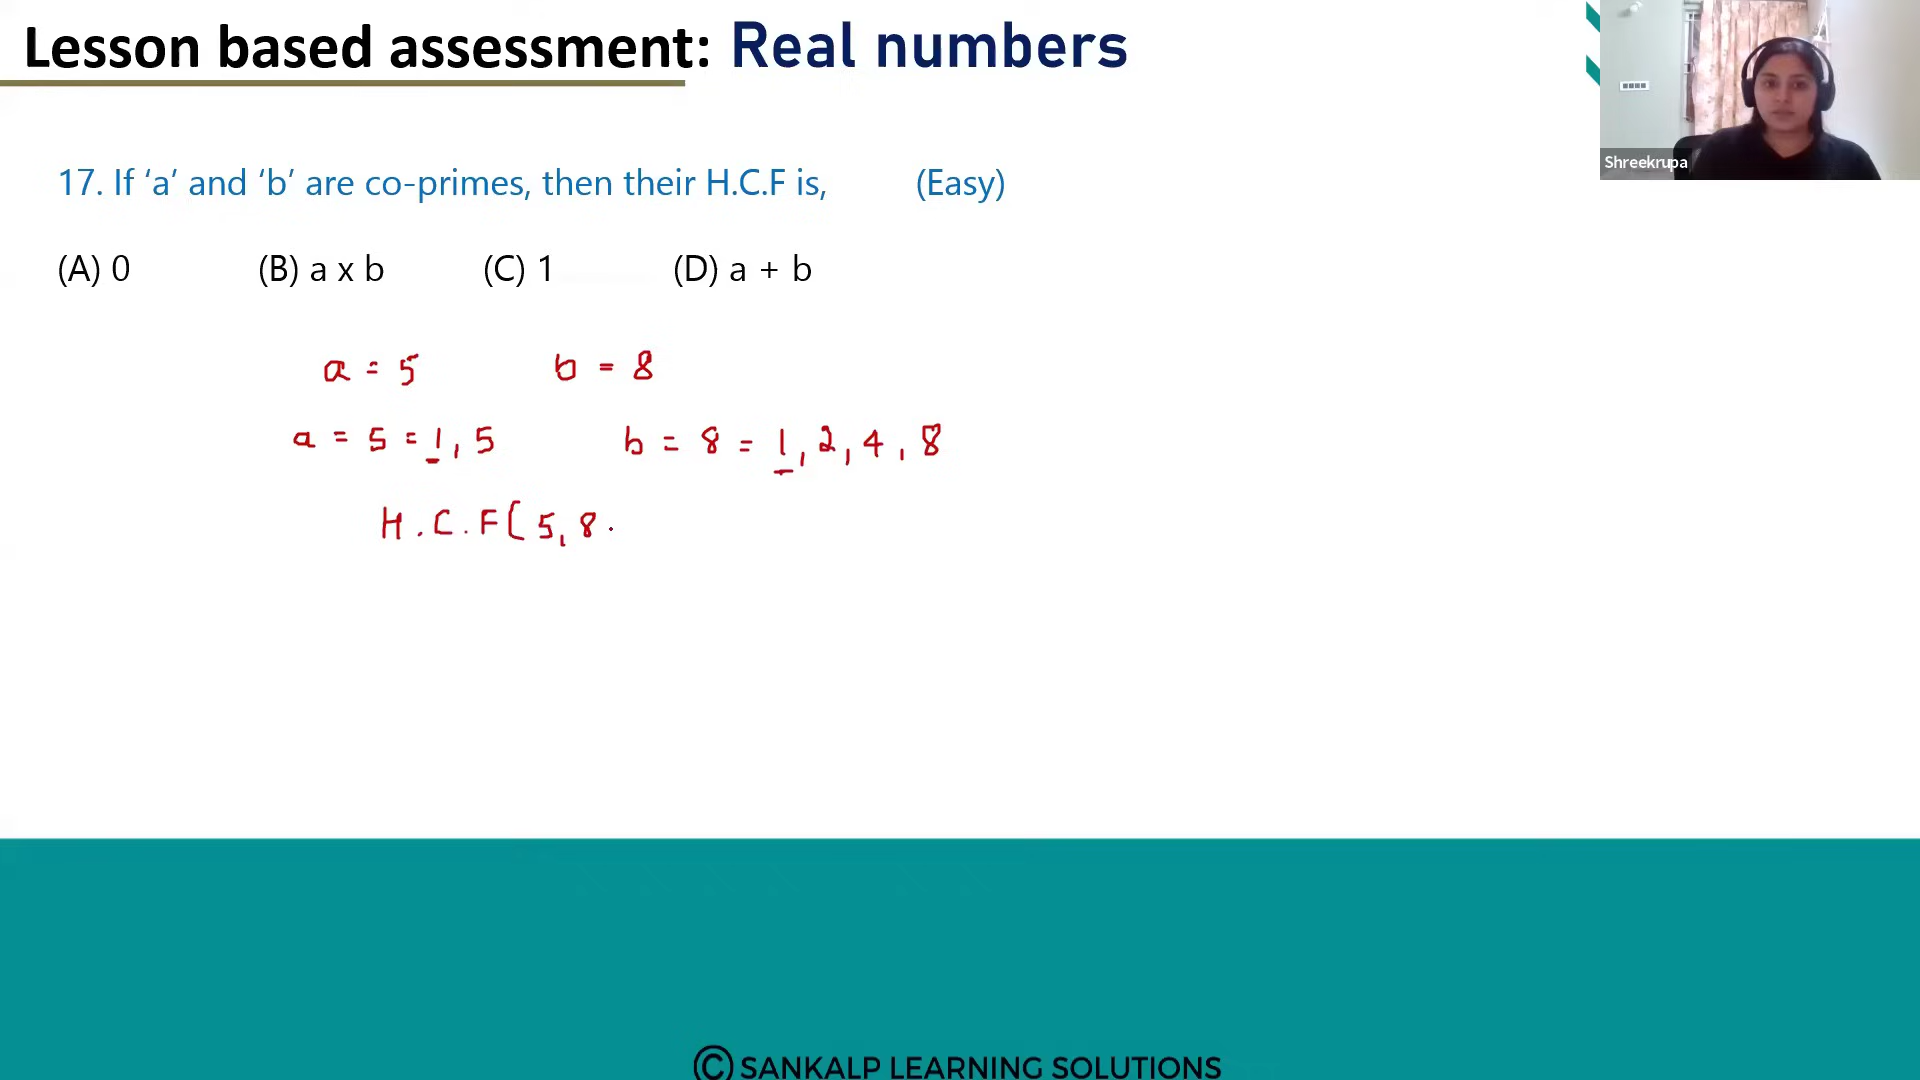 Lesson based assessment: Real numbers
Shreekrupa
17. If ‘a’ and ‘b’ are co-primes, then their H.C.F is, (Easy)
(A) 0 (B) a x b (C) 1 (D) a + b
a = 5 b = 8
a = 5 = 1, 5 b = 8 = 1, 2, 4, 8
H.C.F( 5, 8
© SANKALP LEARNING SOLUTIONS